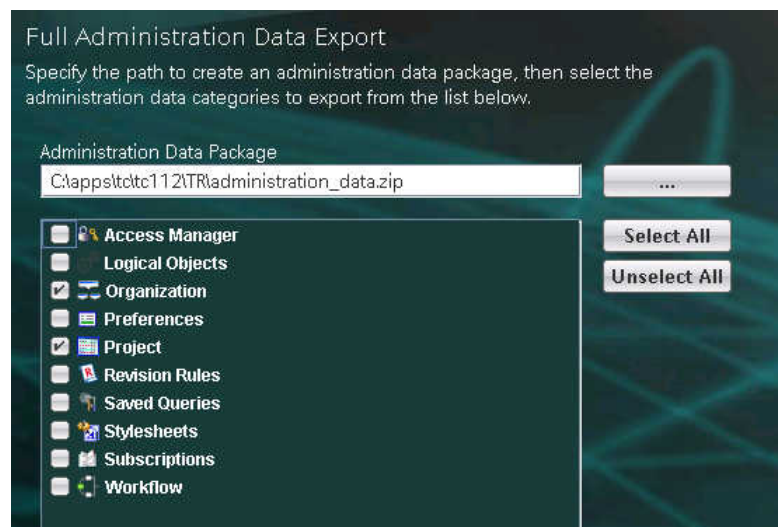 Full Administration Data Export
Specify the path to create an administration data package, then select the
administration data categories to export from the list below.
Administration Data Package
C:\apps\tc\tc112\TR\administration_data.zip
...
Access Manager
Select All
Logical Objects
Unselect All
Organization
Preferences
Project
Revision Rules
Saved Queries
Stylesheets
Subscriptions
Workflow